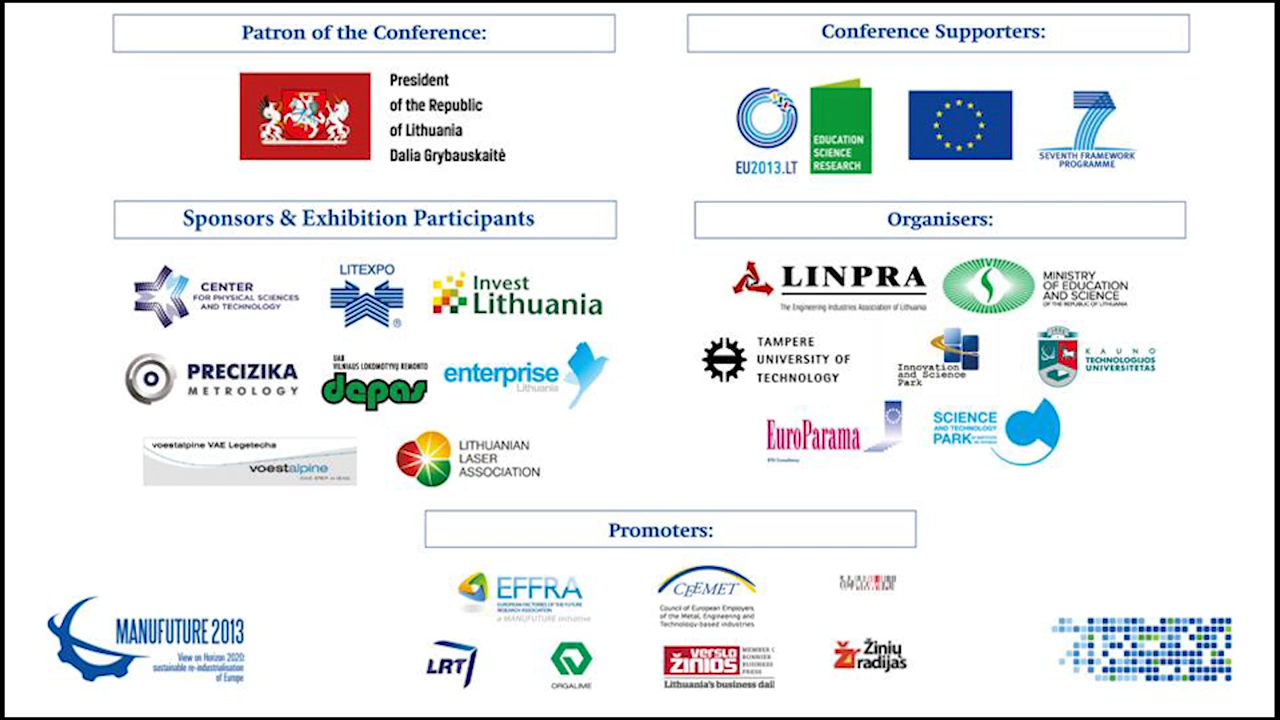 Patron of the Conference:
President
of the Republic
of Lithuania
Dalia Grybauskaitė
Conference Supporters:
EU2013.LT
EDUCATION
SCIENCE
RESEARCH
SEVENTH FRAMEWORK
PROGRAMME
Sponsors & Exhibition Participants
CENTER
FOR PHYSICAL SCIENCES
AND TECHNOLOGY
LITEXPO
®
Invest
Lithuania
PRECIZIKA
METROLOGY
UAB
VILNIAUS LOKOMOTYVŲ REMONTO
depas
enterprise
Lithuania
voestalpine VAE Legetecha
voestalpine
LITHUANIAN
LASER
ASSOCIATION
Organisers:
LINPRA
The Engineering Industries Association of Lithuania
MINISTRY
OF EDUCATION
AND SCIENCE
OF THE REPUBLIC OF LITHUANIA
TAMPERE
UNIVERSITY OF
TECHNOLOGY
Innovation
and Science
Park
KAUNO
TECHNOLOGIJOS
UNIVERSITETAS
EuroParama
SCIENCE
AND TECHNOLOGY
PARK
Promoters:
EFFRA
EUROPEAN FACTORIES OF THE FUTURE
RESEARCH ASSOCIATION
a MANUFUTURE initiative
CEEMET
Council of European Employers
of the Metal, Engineering and
Technology-based industries
LRT
ORGALIME
VERSLO
ŽINIOS
MEMBER
BONNIER
BUSINESS
PRESS
Lithuania's business dail
Žinių
radijas
MANUFUTURE 2013
View on Horizon 2020:
sustainable re-industrialisation
of Europe